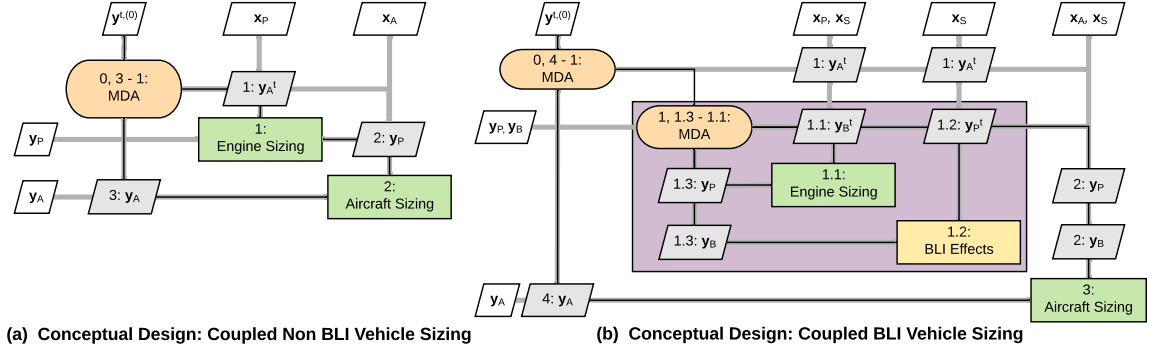 y^t,(0)
x_P
x_A
0, 3 - 1:
MDA
1: y_A^t
y_P
1:
Engine Sizing
2: y_P
y_A
3: y_A
2:
Aircraft Sizing
(a) Conceptual Design: Coupled Non BLI Vehicle Sizing
y^t,(0)
x_P, x_S
x_S
x_A, x_S
0, 4 - 1:
MDA
1: y_A^t
1: y_A^t
y_P, y_B
1, 1.3 - 1.1:
MDA
1.1: y_B^t
1.2: y_P^t
1.3: y_P
1.1:
Engine Sizing
2: y_P
1.3: y_B
1.2:
BLI Effects
2: y_B
y_A
4: y_A
3:
Aircraft Sizing
(b) Conceptual Design: Coupled BLI Vehicle Sizing